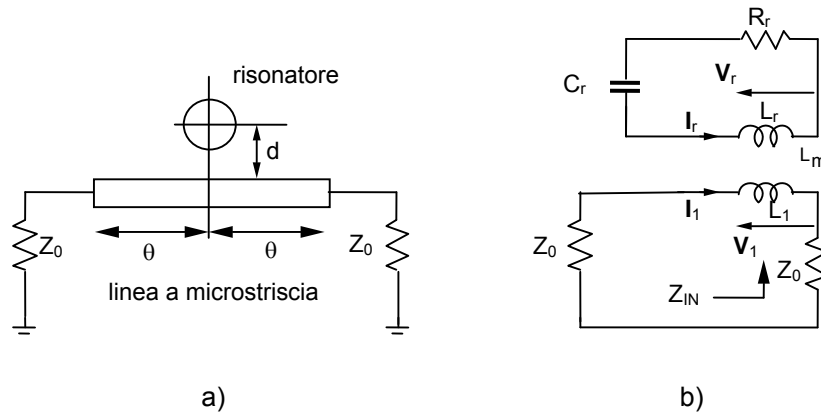 risonatore
d
Z0
θ
θ
Z0
linea a microstriscia
a)
Rr
Cr
Vr
Ir
Lr
Lm
I1
L1
V1
Z0
Z0
ZIN
b)